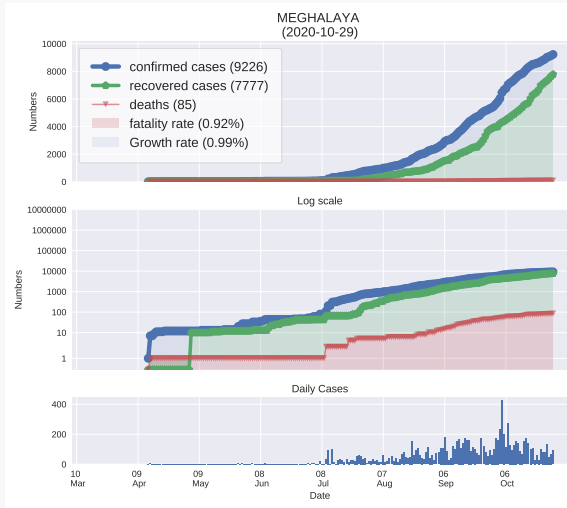 MEGHALAYA
(2020-10-29)
10000
8000
6000
4000
2000
0
Numbers
confirmed cases (9226)
recovered cases (7777)
deaths (85)
fatality rate (0.92%)
Growth rate (0.99%)
Log scale
10000000
1000000
100000
10000
1000
100
10
1
Numbers
Daily Cases
400
200
0
10 09 09 08 08 07 06 06
Mar Apr May Jun Jul Aug Sep Oct
Date